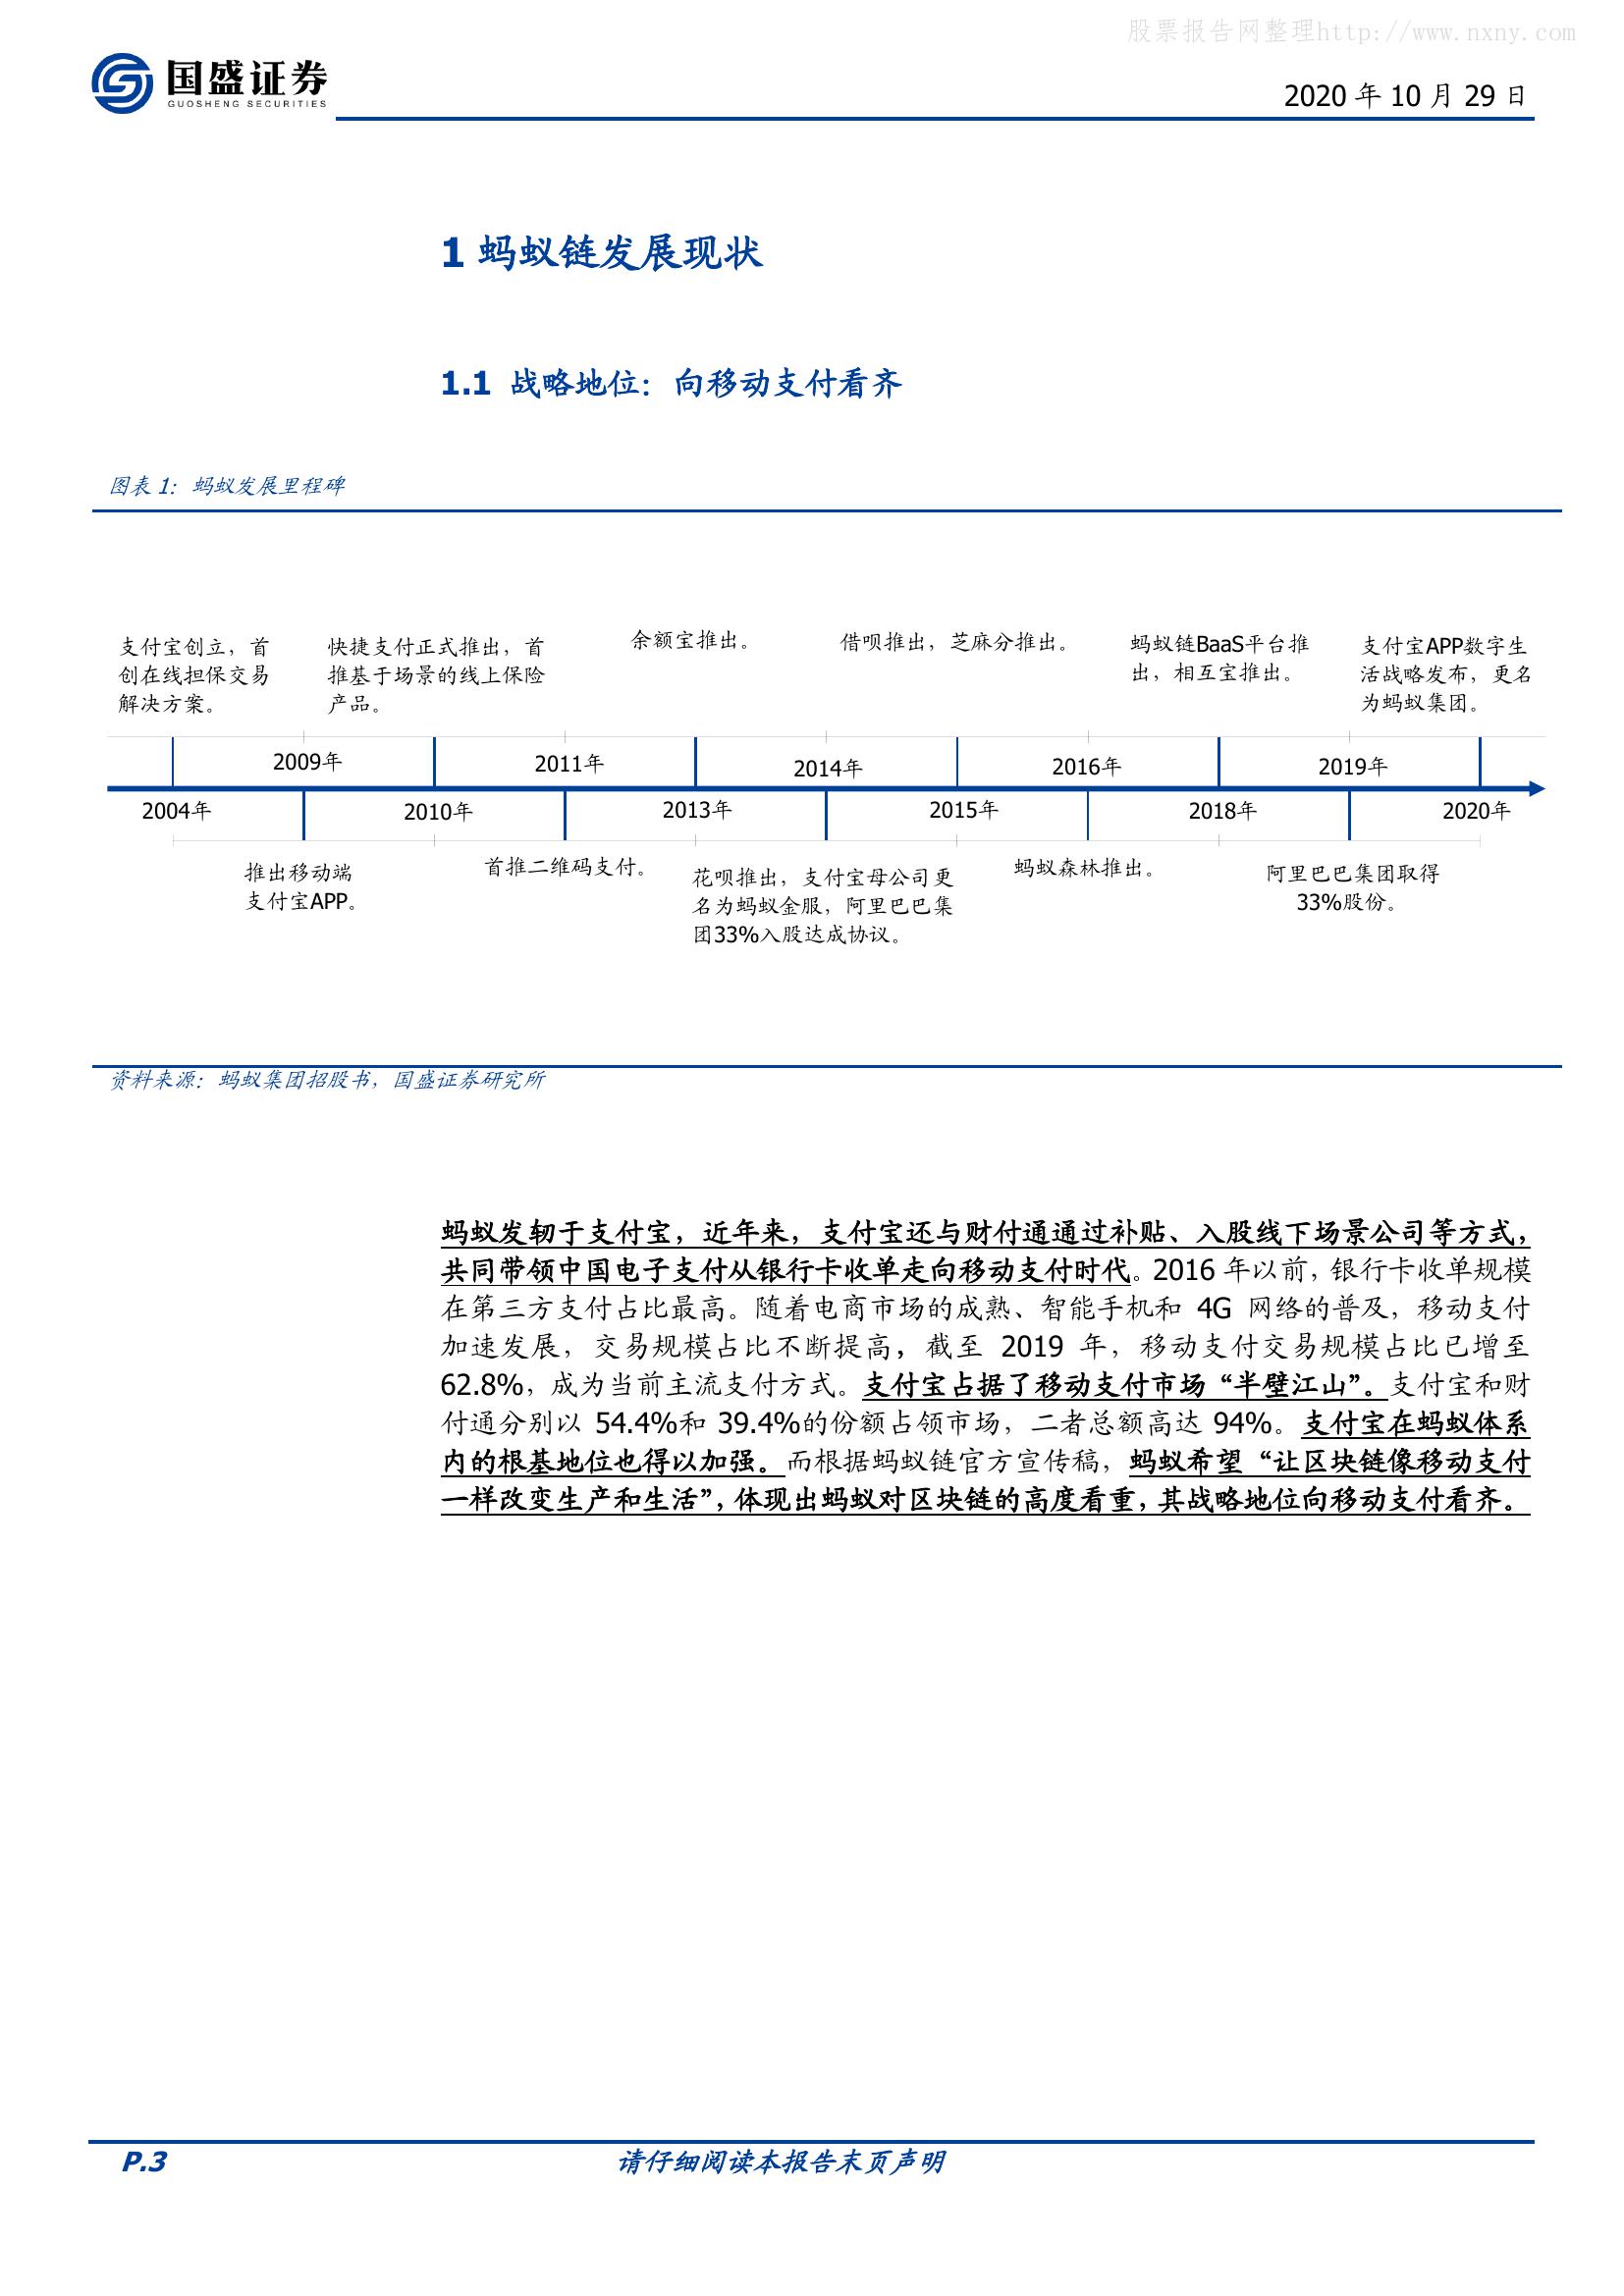 股票报告网整理http://www.nxny.com
国盛证券
GUOSHENG SECURITIES
2020 年 10 月 29 日
1 蚂蚁链发展现状
1.1 战略地位：向移动支付看齐
图表 1：蚂蚁发展里程碑
支付宝创立，首
创在线担保交易
解决方案。
快捷支付正式推出，首
推基于场景的线上保险
产品。
余额宝推出。
借呗推出，芝麻分推出。
蚂蚁链BaaS平台推
出，相互宝推出。
支付宝APP数字生
活战略发布，更名
为蚂蚁集团。
2009年
2011年
2014年
2016年
2019年
2004年
2010年
2013年
2015年
2018年
2020年
推出移动端
支付宝APP。
首推二维码支付。
花呗推出，支付宝母公司更
名为蚂蚁金服，阿里巴巴集
团33%入股达成协议。
蚂蚁森林推出。
阿里巴巴集团取得
33%股份。
资料来源：蚂蚁集团招股书，国盛证券研究所
蚂蚁发轫于支付宝，近年来，支付宝还与财付通通过补贴、入股线下场景公司等方式，
共同带领中国电子支付从银行卡收单走向移动支付时代。2016 年以前，银行卡收单规模
在第三方支付占比最高。随着电商市场的成熟、智能手机和 4G 网络的普及，移动支付
加速发展，交易规模占比不断提高，截至 2019 年，移动支付交易规模占比已增至
62.8%，成为当前主流支付方式。支付宝占据了移动支付市场“半壁江山”。支付宝和财
付通分别以 54.4%和 39.4%的份额占领市场，二者总额高达 94%。支付宝在蚂蚁体系
内的根基地位也得以加强。而根据蚂蚁链官方宣传稿，蚂蚁希望“让区块链像移动支付
一样改变生产和生活”，体现出蚂蚁对区块链的高度看重，其战略地位向移动支付看齐。
P.3
请仔细阅读本报告末页声明